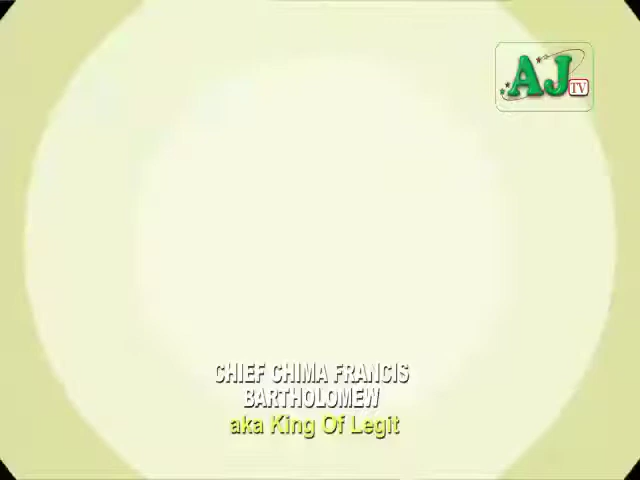 AJ TV
CHIEF CHIMA FRANCIS
BARTHOLOMEW
aka King Of Legit